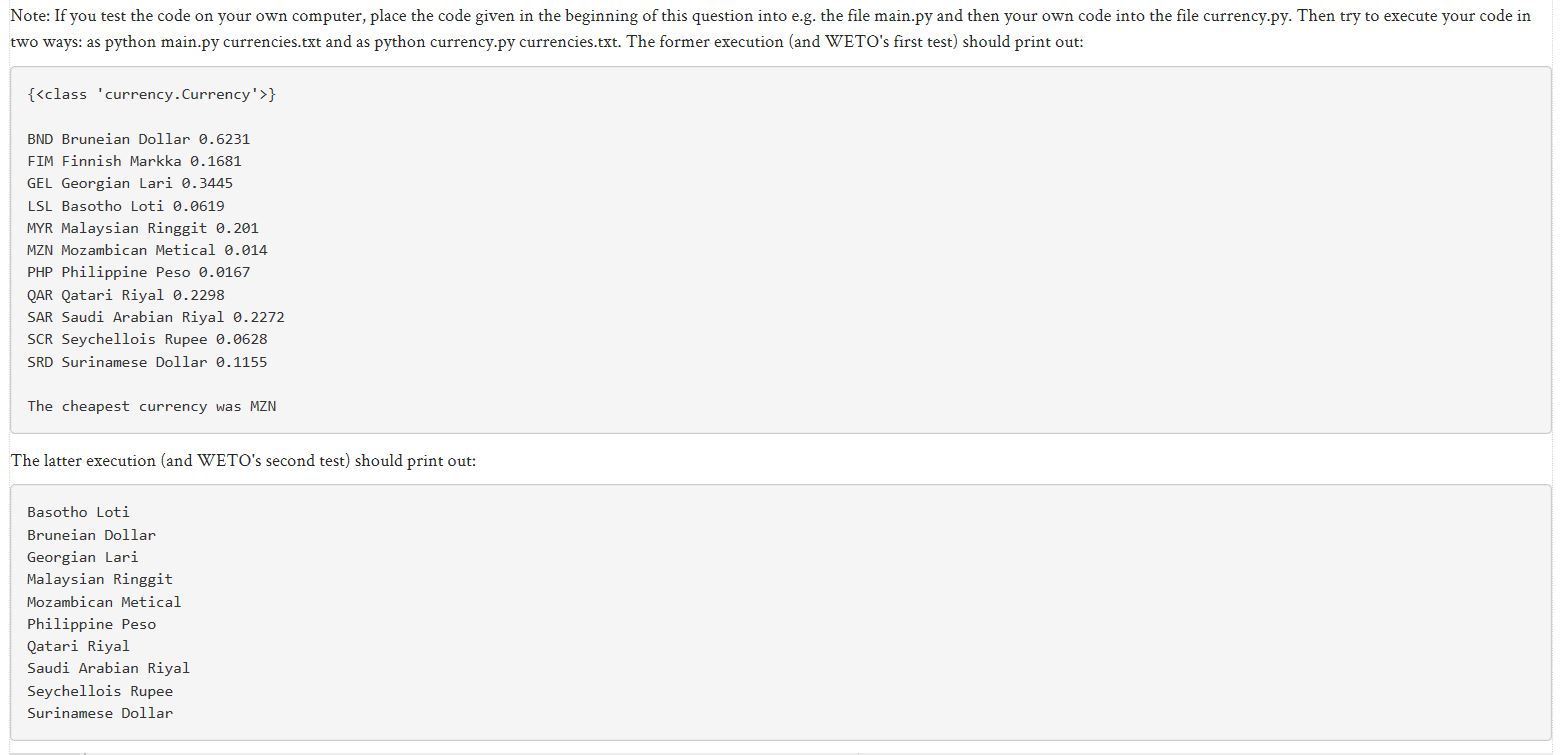 Note: If you test the code on your own computer, place the code given in the beginning of this question into e.g. the file main.py and then your own code into the file currency.py. Then try to execute your code in
two ways: as python main.py currencies.txt and as python currency.py currencies.txt. The former execution (and WETO's first test) should print out:
{<class 'currency.Currency'>}
BND Bruneian Dollar 0.6231
FIM Finnish Markka 0.1681
GEL Georgian Lari 0.3445
LSL Basotho Loti 0.0619
MYR Malaysian Ringgit 0.201
MZN Mozambican Metical 0.014
PHP Philippine Peso 0.0167
QAR Qatari Riyal 0.2298
SAR Saudi Arabian Riyal 0.2272
SCR Seychellois Rupee 0.0628
SRD Surinamese Dollar 0.1155
The cheapest currency was MZN
The latter execution (and WETO's second test) should print out:
Basotho Loti
Bruneian Dollar
Georgian Lari
Malaysian Ringgit
Mozambican Metical
Philippine Peso
Qatari Riyal
Saudi Arabian Riyal
Seychellois Rupee
Surinamese Dollar